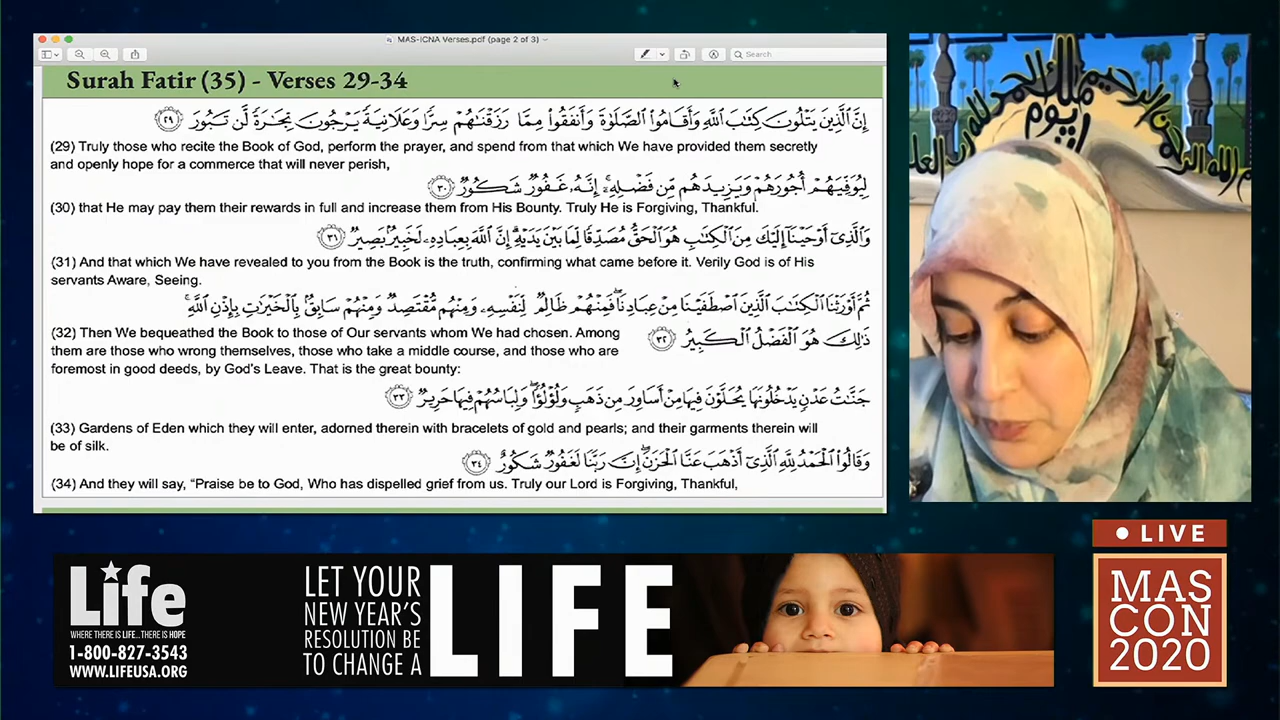 MAS-ICNA Verses.pdf (page 2 of 3)
Search
Surah Fatir (35) - Verses 29-34
إِنَّ ٱلَّذِينَ يَتْلُونَ كِتَٰبَ ٱللَّهِ وَأَقَامُوا۟ ٱلصَّلَوٰةَ وَأَنفَقُوا۟ مِمَّا رَزَقْنَٰهُمْ سِرًّا وَعَلَانِيَةً يَرْجُونَ تِجَٰرَةً لَّن تَبُورَ ٢٩
(29) Truly those who recite the Book of God, perform the prayer, and spend from that which We have provided them secretly
and openly hope for a commerce that will never perish,
لِيُوَفِّيَهُمْ أُجُورَهُمْ وَيَزِيدَهُم مِّن فَضْلِهِۦٓ إِنَّهُۥ غَفُورٌ شَكُورٌ ٣٠
(30) that He may pay them their rewards in full and increase them from His Bounty. Truly He is Forgiving, Thankful.
وَٱلَّذِىٓ أَوْحَيْنَآ إِلَيْكَ مِنَ ٱلْكِتَٰبِ هُوَ ٱلْحَقُّ مُصَدِّقًا لِّمَا بَيْنَ يَدَيْهِ إِنَّ ٱللَّهَ بِعِبَادِهِۦ لَخَبِيرٌۢ بَصِيرٌ ٣١
(31) And that which We have revealed to you from the Book is the truth, confirming what came before it. Verily God is of His
servants Aware, Seeing.
ثُمَّ أَوْرَثْنَا ٱلْكِتَٰبَ ٱلَّذِينَ ٱصْطَفَيْنَا مِنْ عِبَادِنَا فَمِنْهُمْ ظَالِمٌ لِّنَفْسِهِۦ وَمِنْهُم مُّقْتَصِدٌ وَمِنْهُمْ سَابِقٌۢ بِٱلْخَيْرَٰتِ بِإِذْنِ ٱللَّهِ
ذَٰلِكَ هُوَ ٱلْفَضْلُ ٱلْكَبِيرُ ٣٢
(32) Then We bequeathed the Book to those of Our servants whom We had chosen. Among
them are those who wrong themselves, those who take a middle course, and those who are
foremost in good deeds, by God's Leave. That is the great bounty:
جَنَّٰتُ عَدْنٍ يَدْخُلُونَهَا يُحَلَّوْنَ فِيهَا مِنْ أَسَاوِرَ مِن ذَهَبٍ وَلُؤْلُؤًا وَلِبَاسُهُمْ فِيهَا حَرِيرٌ ٣٣
(33) Gardens of Eden which they will enter, adorned therein with bracelets of gold and pearls; and their garments therein will
be of silk.
وَقَالُوا۟ ٱلْحَمْدُ لِلَّهِ ٱلَّذِىٓ أَذْهَبَ عَنَّا ٱلْحَزَنَ إِنَّ رَبَّنَا لَغَفُورٌ شَكُورٌ ٣٤
(34) And they will say, “Praise be to God, Who has dispelled grief from us. Truly our Lord is Forgiving, Thankful,
Life
WHERE THERE IS LIFE...THERE IS HOPE
1-800-827-3543
WWW.LIFEUSA.ORG
LET YOUR
NEW YEAR'S
RESOLUTION BE
TO CHANGE A
LIFE
LIVE
MAS
CON
2020